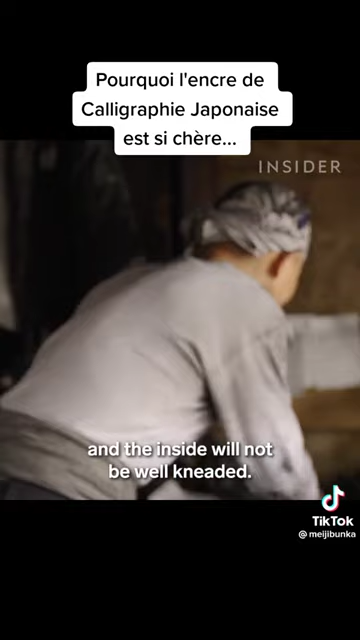 Pourquoi l'encre de
Calligraphie Japonaise
est si chère...
INSIDER
and the inside will not
be well kneaded.
TikTok
@ meijibunka